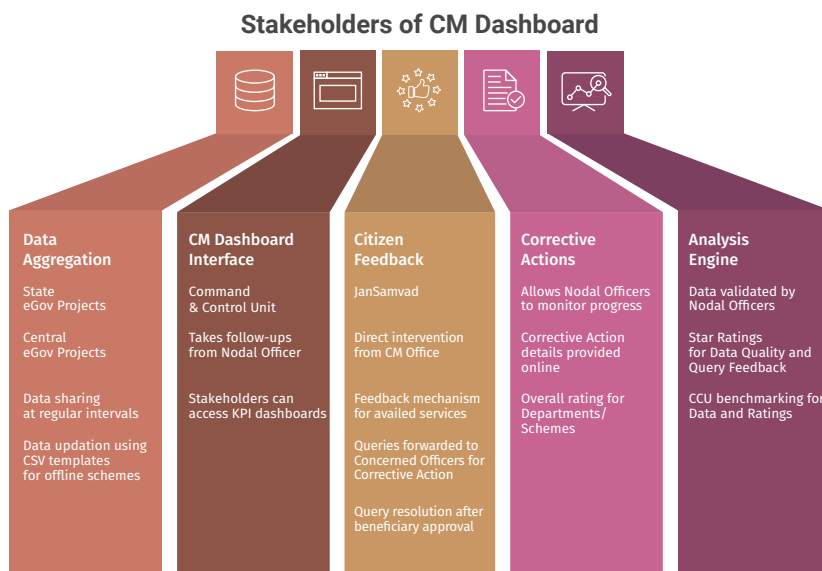 Stakeholders of CM Dashboard
Data
Aggregation
State
eGov Projects
Central
eGov Projects
Data sharing
at regular intervals
Data updation using
CSV templates
for offline schemes
CM Dashboard
Interface
Command
& Control Unit
Takes follow-ups
from Nodal Officer
Stakeholders can
access KPI dashboards
Citizen
Feedback
JanSamvad
Direct intervention
from CM Office
Feedback mechanism
for availed services
Queries forwarded to
Concerned Officers for
Corrective Action
Query resolution after
beneficiary approval
Corrective
Actions
Allows Nodal Officers
to monitor progress
Corrective Action
details provided
online
Overall rating for
Departments/
Schemes
Analysis
Engine
Data validated by
Nodal Officers
Star Ratings
for Data Quality and
Query Feedback
CCU benchmarking for
Data and Ratings